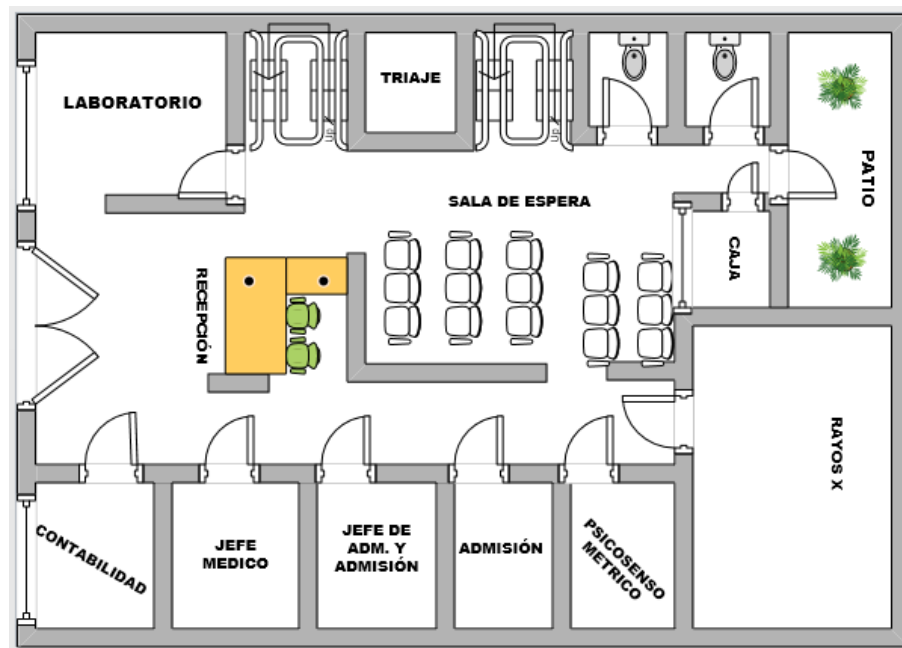 LABORATORIO
Up
TRIAJE
Up
PATIO
SALA DE ESPERA
CAJA
RECEPCIÓN
RAYOS X
CONTABILIDAD
JEFE
MEDICO
JEFE DE
ADM. Y
ADMISIÓN
ADMISIÓN
PSICOSENSO
METRICO